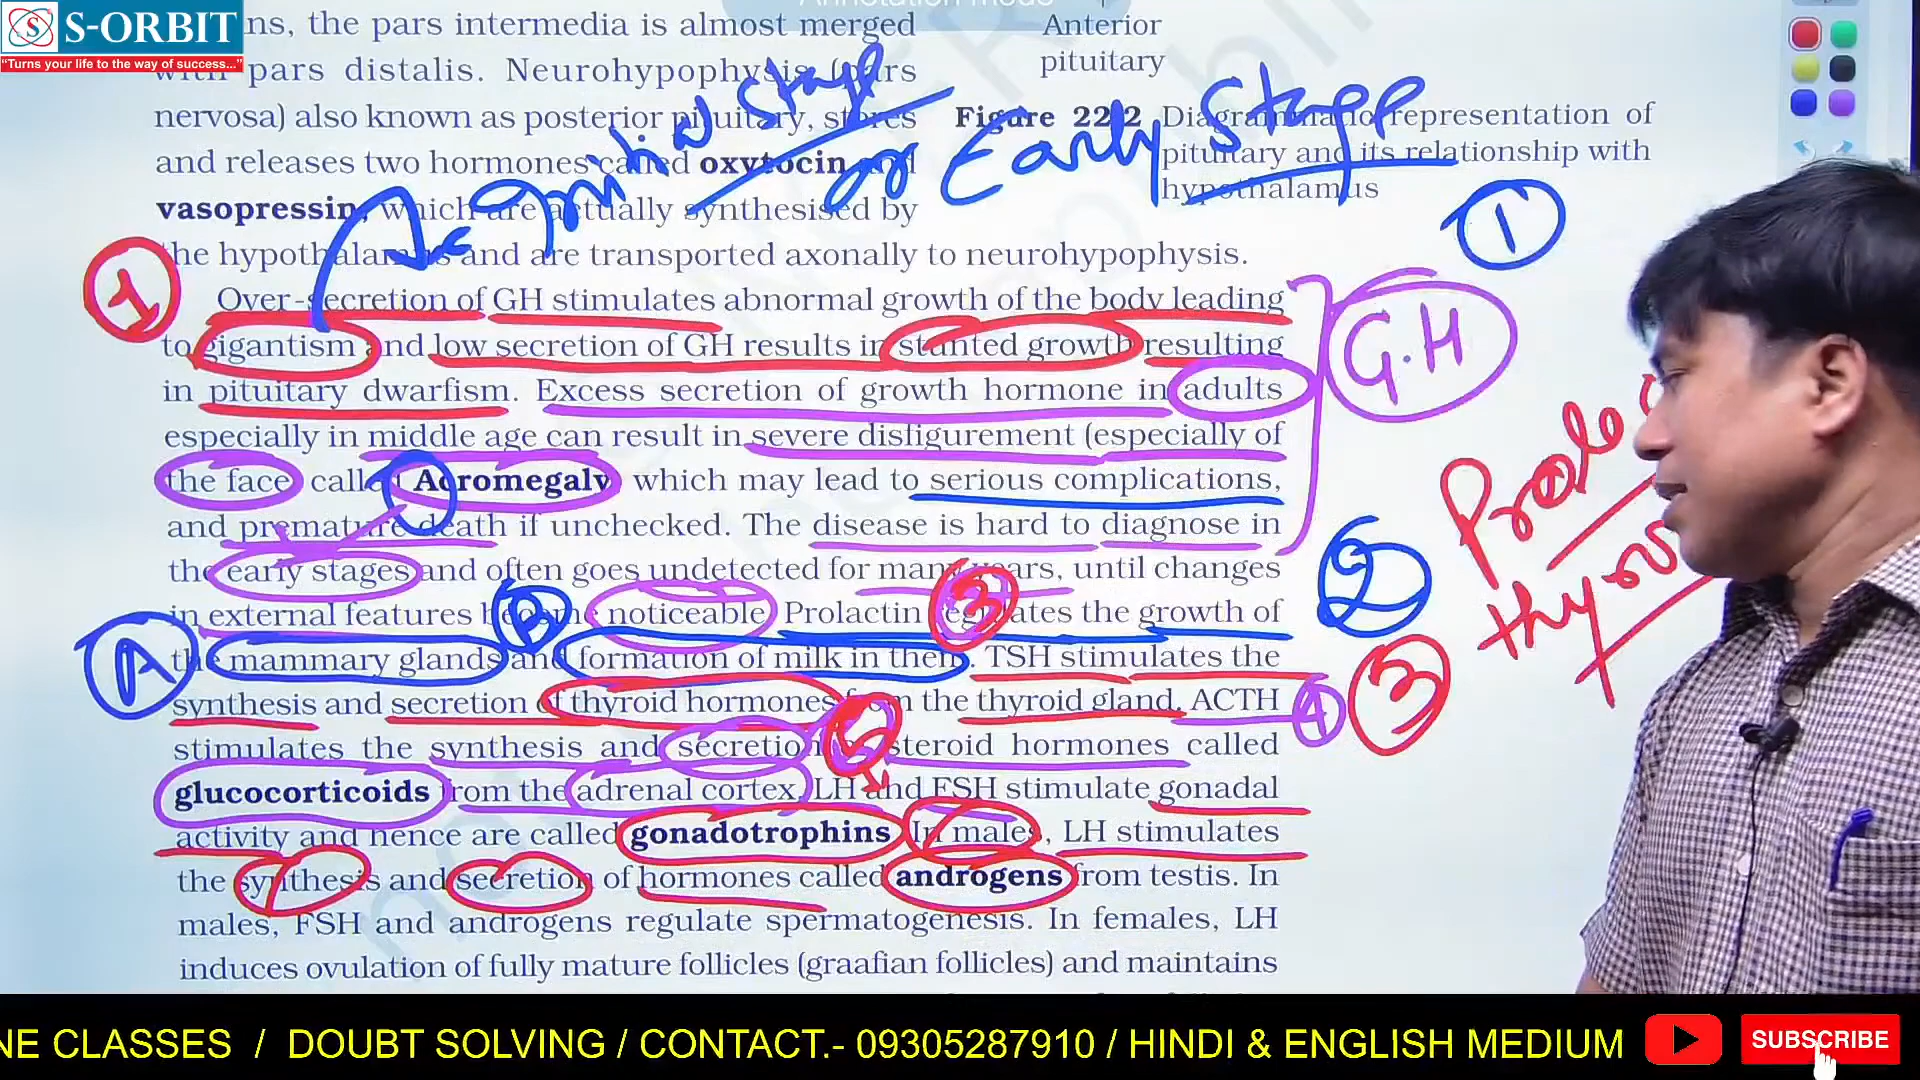 S-ORBIT
"Turns your life to the way of success..."
Annotation mode
ns, the pars intermedia is almost merged
with pars distalis. Neurohypophysis (pars
nervosa) also known as posterior pituitary, stores
and releases two hormones called oxytocin and
vasopressin, which are actually synthesised by
the hypothalamus and are transported axonally to neurohypophysis.
Anterior
pituitary
Figure 22.2 Diagrammatic representation of
pituitary and its relationship with
hypothalamus
Initial Stage
or Early Stage
1
1
Over-secretion of GH stimulates abnormal growth of the body leading
to gigantism and low secretion of GH results in stunted growth resulting
in pituitary dwarfism. Excess secretion of growth hormone in adults
especially in middle age can result in severe disfigurement (especially of
the face) called Acromegaly, which may lead to serious complications,
and premature death if unchecked. The disease is hard to diagnose in
the early stages and often goes undetected for many years, until changes
in external features become noticeable. Prolactin regulates the growth of
the mammary glands and formation of milk in them. TSH stimulates the
synthesis and secretion of thyroid hormones from the thyroid gland. ACTH
stimulates the synthesis and secretion of steroid hormones called
glucocorticoids from the adrenal cortex. LH and FSH stimulate gonadal
activity and hence are called gonadotrophins. In males, LH stimulates
the synthesis and secretion of hormones called androgens from testis. In
males, FSH and androgens regulate spermatogenesis. In females, LH
induces ovulation of fully mature follicles (graafian follicles) and maintains
G.H
2
3
A
B
3
4
5
NE CLASSES / DOUBT SOLVING / CONTACT.- 09305287910 / HINDI & ENGLISH MEDIUM
SUBSCRIBE